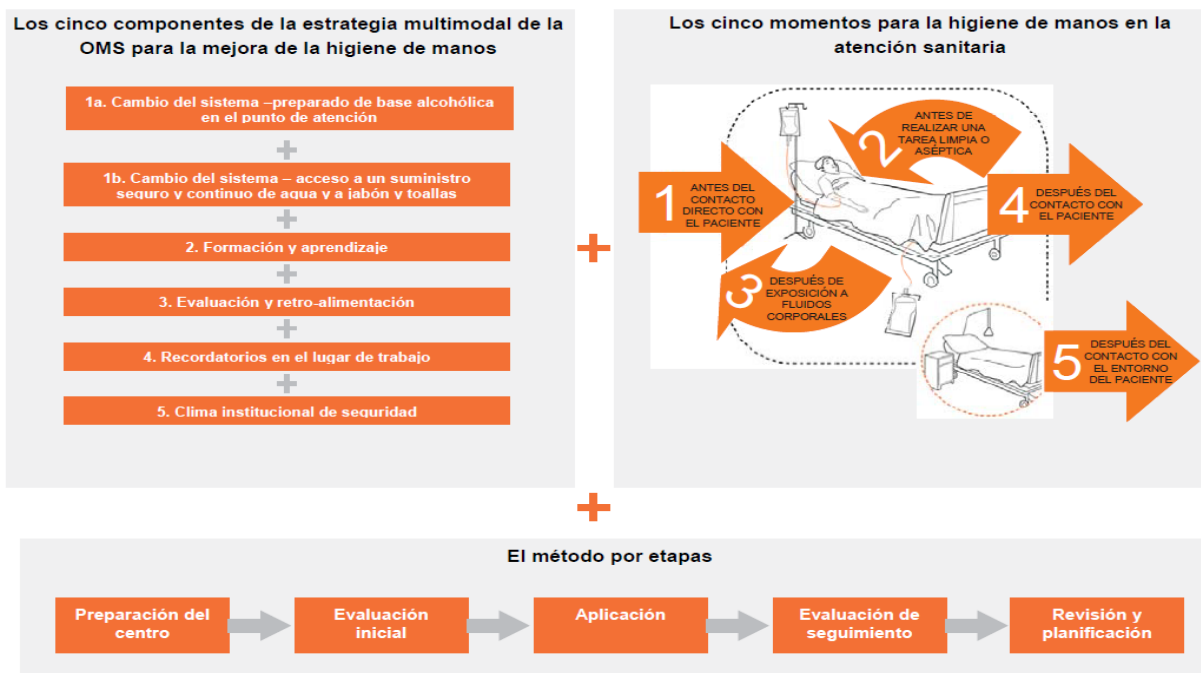 Los cinco componentes de la estrategia multimodal de la
OMS para la mejora de la higiene de manos
1a. Cambio del sistema –preparado de base alcohólica
en el punto de atención
+
1b. Cambio del sistema – acceso a un suministro
seguro y continuo de agua y a jabón y toallas
+
2. Formación y aprendizaje
+
3. Evaluación y retro-alimentación
+
4. Recordatorios en el lugar de trabajo
+
5. Clima institucional de seguridad
+
Los cinco momentos para la higiene de manos en la
atención sanitaria
1
ANTES DEL
CONTACTO
DIRECTO CON
EL PACIENTE
2
ANTES DE
REALIZAR UNA
TAREA LIMPIA O
ASÉPTICA
3
DESPUÉS DE
EXPOSICIÓN A
FLUIDOS
CORPORALES
4
DESPUÉS DEL
CONTACTO CON
EL PACIENTE
5
DESPUÉS DEL
CONTACTO CON
EL ENTORNO
DEL PACIENTE
+
El método por etapas
Preparación del
centro
Evaluación
inicial
Aplicación
Evaluación de
seguimiento
Revisión y
planificación